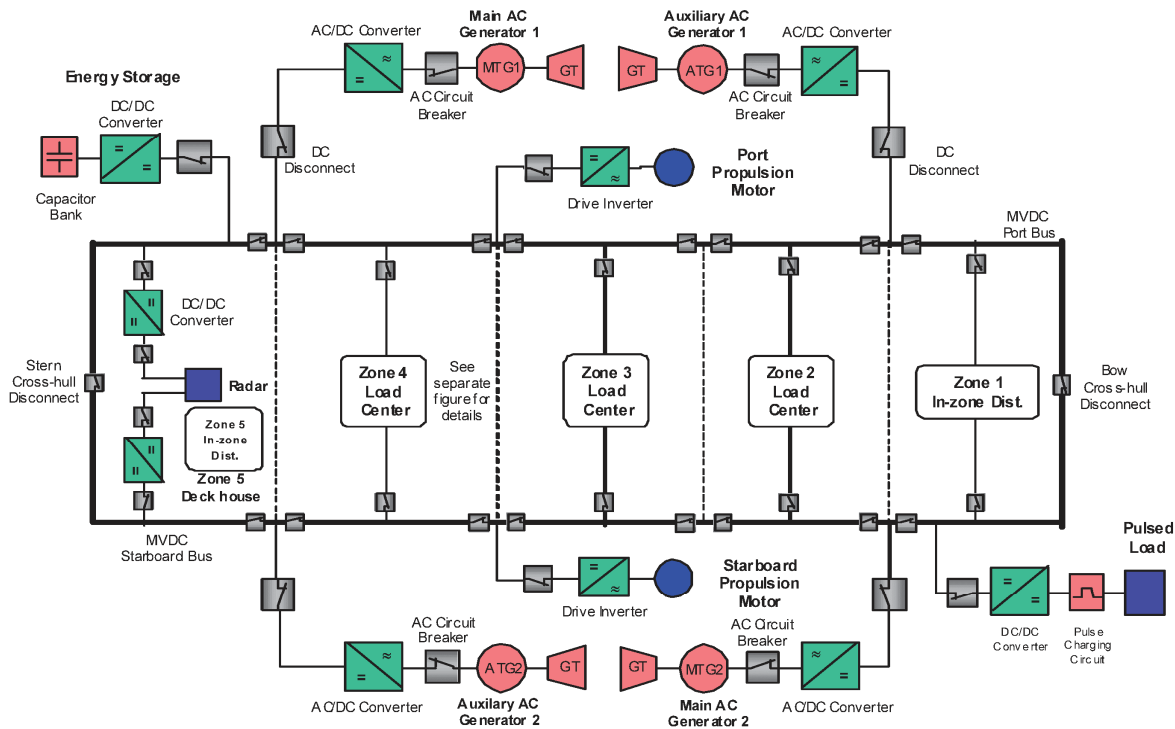 Main AC
Generator 1
Auxiliary AC
Generator 1
AC/DC Converter
AC/DC Converter
MTG1
GT
GT
ATG1
Energy Storage
DC/DC
Converter
AC Circuit
Breaker
AC Circuit
Breaker
DC
Disconnect
DC
Disconnect
Capacitor
Bank
Port
Propulsion
Motor
Drive Inverter
MVDC
Port Bus
DC/DC
Converter
Stern
Cross-hull
Disconnect
Radar
Zone 4
Load
Center
See
separate
figure for
details
Zone 3
Load
Center
Zone 2
Load
Center
Zone 1
In-zone Dist.
Bow
Cross-hull
Disconnect
Zone 5
In-zone
Dist.
Zone 5
Deck house
MVDC
Starboard Bus
Starboard
Propulsion
Motor
Drive Inverter
Pulsed
Load
AC Circuit
Breaker
AC Circuit
Breaker
DC/DC
Converter
Pulse
Charging
Circuit
ATG2
GT
GT
MTG2
AC/DC Converter
Auxilary AC
Generator 2
Main AC
Generator 2
AC/DC Converter